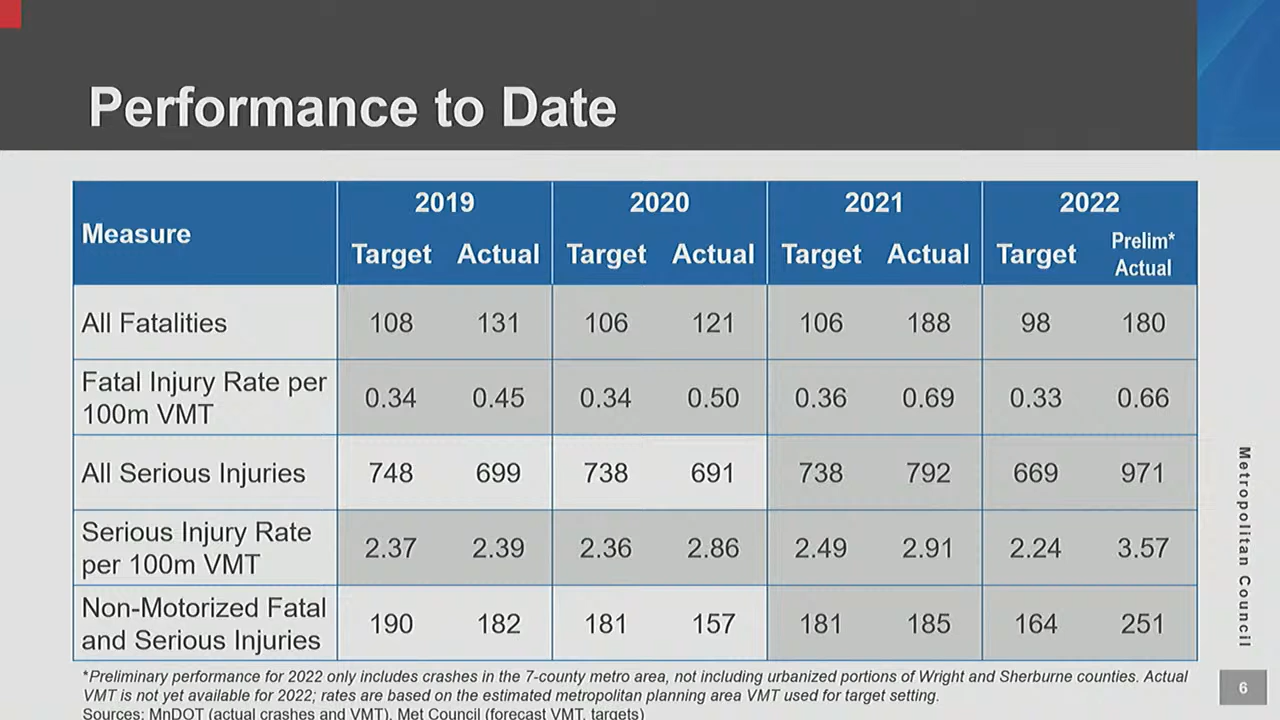 Performance to Date
Measure
2019
2020
2021
2022
Target Actual Target Actual Target Actual Target Prelim* Actual
All Fatalities 108 131 106 121 106 188 98 180
Fatal Injury Rate per
100m VMT 0.34 0.45 0.34 0.50 0.36 0.69 0.33 0.66
All Serious Injuries 748 699 738 691 738 792 669 971
Serious Injury Rate
per 100m VMT 2.37 2.39 2.36 2.86 2.49 2.91 2.24 3.57
Non-Motorized Fatal
and Serious Injuries 190 182 181 157 181 185 164 251
*Preliminary performance for 2022 only includes crashes in the 7-county metro area, not including urbanized portions of Wright and Sherburne counties. Actual
VMT is not yet available for 2022; rates are based on the estimated metropolitan planning area VMT used for target setting.
Sources: MnDOT (actual crashes and VMT), Met Council (forecast VMT, targets)
Metropolitan Council
6